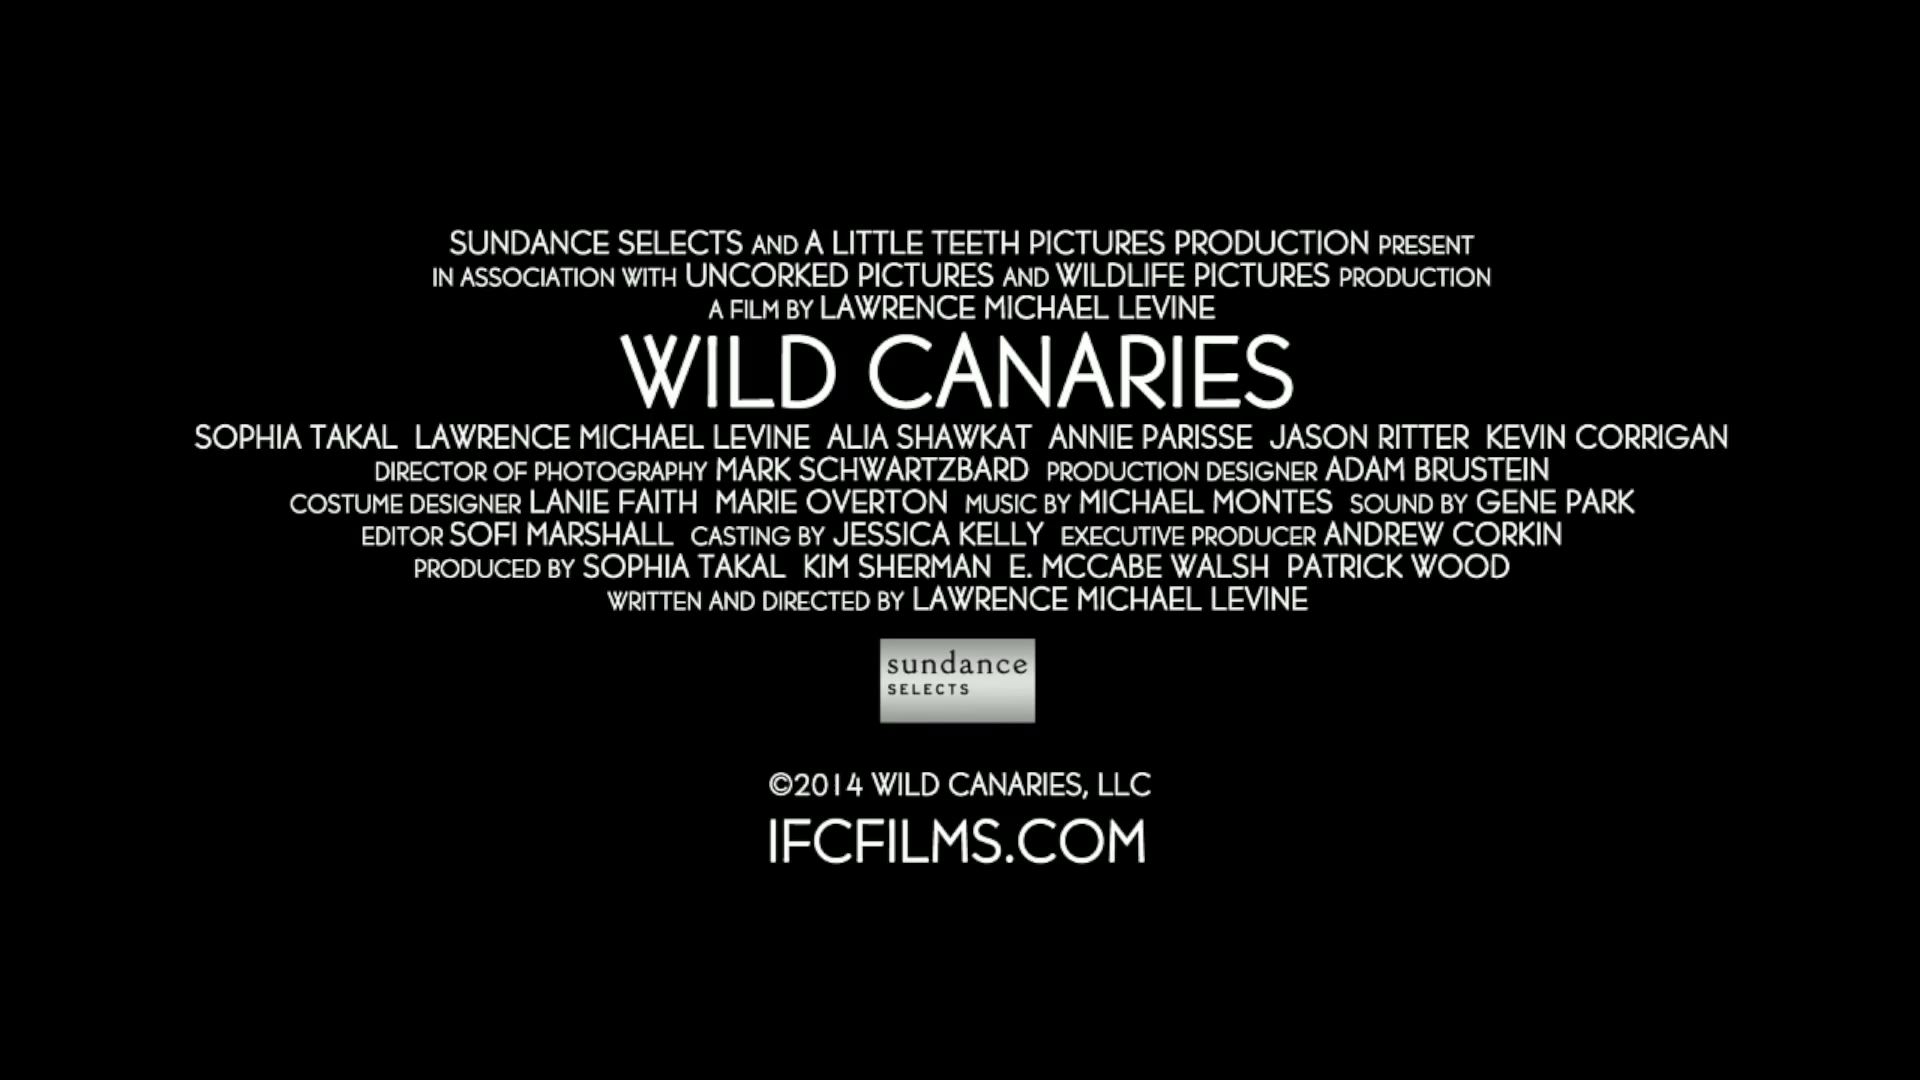 SUNDANCE SELECTS AND A LITTLE TEETH PICTURES PRODUCTION PRESENT
IN ASSOCIATION WITH UNCORKED PICTURES AND WILDLIFE PICTURES PRODUCTION
A FILM BY LAWRENCE MICHAEL LEVINE
WILD CANARIES
SOPHIA TAKAL LAWRENCE MICHAEL LEVINE ALIA SHAWKAT ANNIE PARISSE JASON RITTER KEVIN CORRIGAN
DIRECTOR OF PHOTOGRAPHY MARK SCHWARTZBARD PRODUCTION DESIGNER ADAM BRUSTEIN
COSTUME DESIGNER LANIE FAITH MARIE OVERTON MUSIC BY MICHAEL MONTES SOUND BY GENE PARK
EDITOR SOFI MARSHALL CASTING BY JESSICA KELLY EXECUTIVE PRODUCER ANDREW CORKIN
PRODUCED BY SOPHIA TAKAL KIM SHERMAN E. MCCABE WALSH PATRICK WOOD
WRITTEN AND DIRECTED BY LAWRENCE MICHAEL LEVINE
sundance
SELECTS
©2014 WILD CANARIES, LLC
IFCFILMS.COM